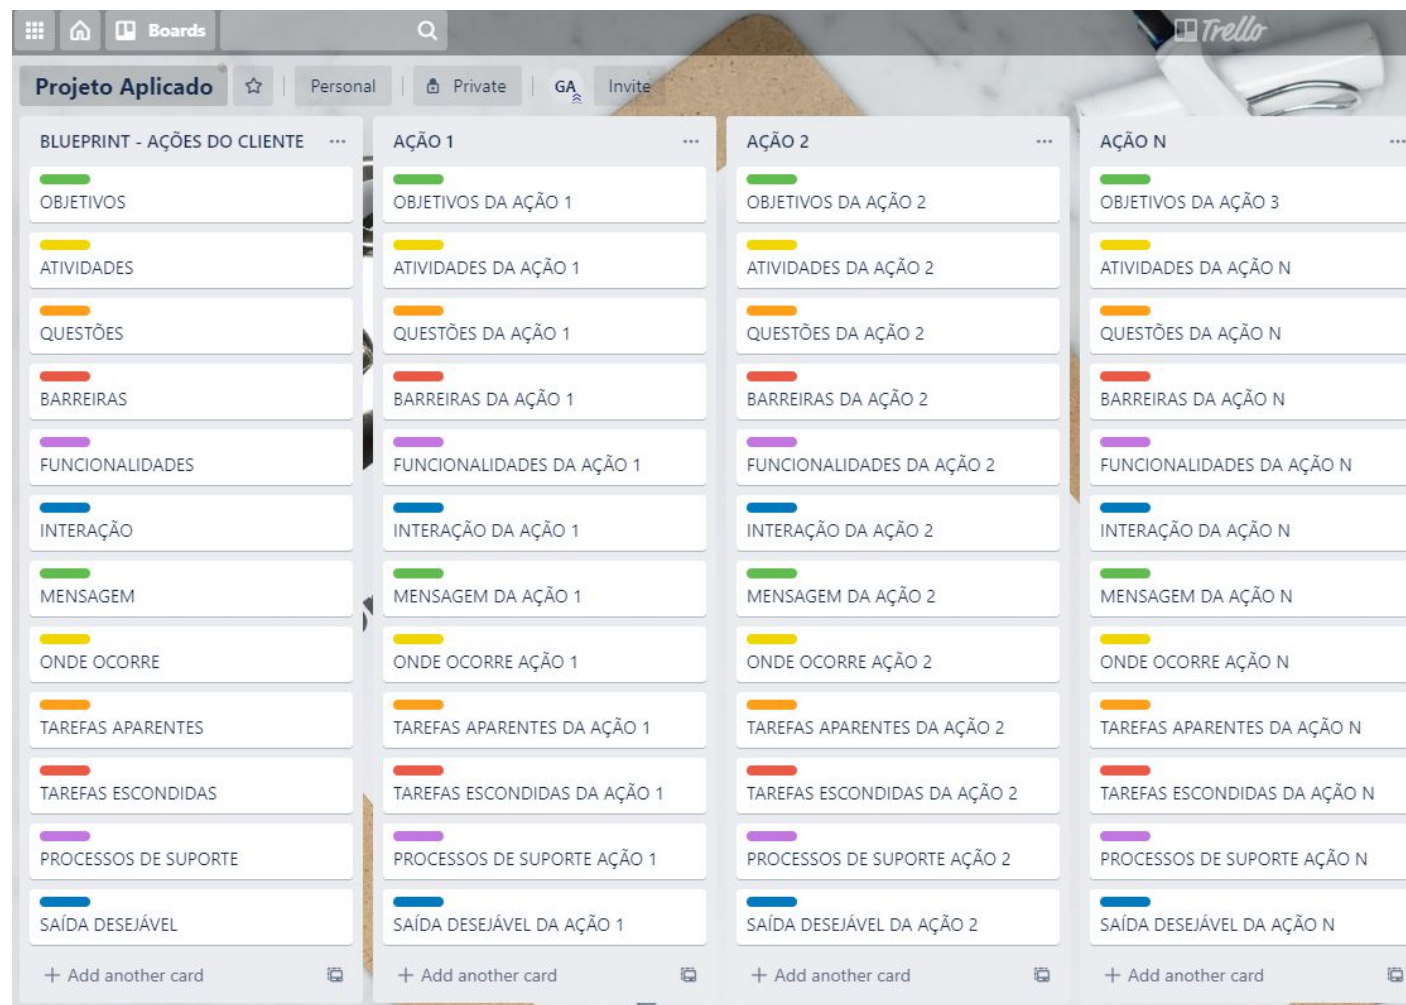 Boards
Trello
Projeto Aplicado
Personal
Private
GA
Invite
BLUEPRINT - AÇÕES DO CLIENTE
OBJETIVOS
ATIVIDADES
QUESTÕES
BARREIRAS
FUNCIONALIDADES
INTERAÇÃO
MENSAGEM
ONDE OCORRE
TAREFAS APARENTES
TAREFAS ESCONDIDAS
PROCESSOS DE SUPORTE
SAÍDA DESEJÁVEL
+ Add another card
AÇÃO 1
OBJETIVOS DA AÇÃO 1
ATIVIDADES DA AÇÃO 1
QUESTÕES DA AÇÃO 1
BARREIRAS DA AÇÃO 1
FUNCIONALIDADES DA AÇÃO 1
INTERAÇÃO DA AÇÃO 1
MENSAGEM DA AÇÃO 1
ONDE OCORRE AÇÃO 1
TAREFAS APARENTES DA AÇÃO 1
TAREFAS ESCONDIDAS DA AÇÃO 1
PROCESSOS DE SUPORTE AÇÃO 1
SAÍDA DESEJÁVEL DA AÇÃO 1
+ Add another card
AÇÃO 2
OBJETIVOS DA AÇÃO 2
ATIVIDADES DA AÇÃO 2
QUESTÕES DA AÇÃO 2
BARREIRAS DA AÇÃO 2
FUNCIONALIDADES DA AÇÃO 2
INTERAÇÃO DA AÇÃO 2
MENSAGEM DA AÇÃO 2
ONDE OCORRE AÇÃO 2
TAREFAS APARENTES DA AÇÃO 2
TAREFAS ESCONDIDAS DA AÇÃO 2
PROCESSOS DE SUPORTE AÇÃO 2
SAÍDA DESEJÁVEL DA AÇÃO 2
+ Add another card
AÇÃO N
OBJETIVOS DA AÇÃO 3
ATIVIDADES DA AÇÃO N
QUESTÕES DA AÇÃO N
BARREIRAS DA AÇÃO N
FUNCIONALIDADES DA AÇÃO N
INTERAÇÃO DA AÇÃO N
MENSAGEM DA AÇÃO N
ONDE OCORRE AÇÃO N
TAREFAS APARENTES DA AÇÃO N
TAREFAS ESCONDIDAS DA AÇÃO N
PROCESSOS DE SUPORTE AÇÃO N
SAÍDA DESEJÁVEL DA AÇÃO N
+ Add another card